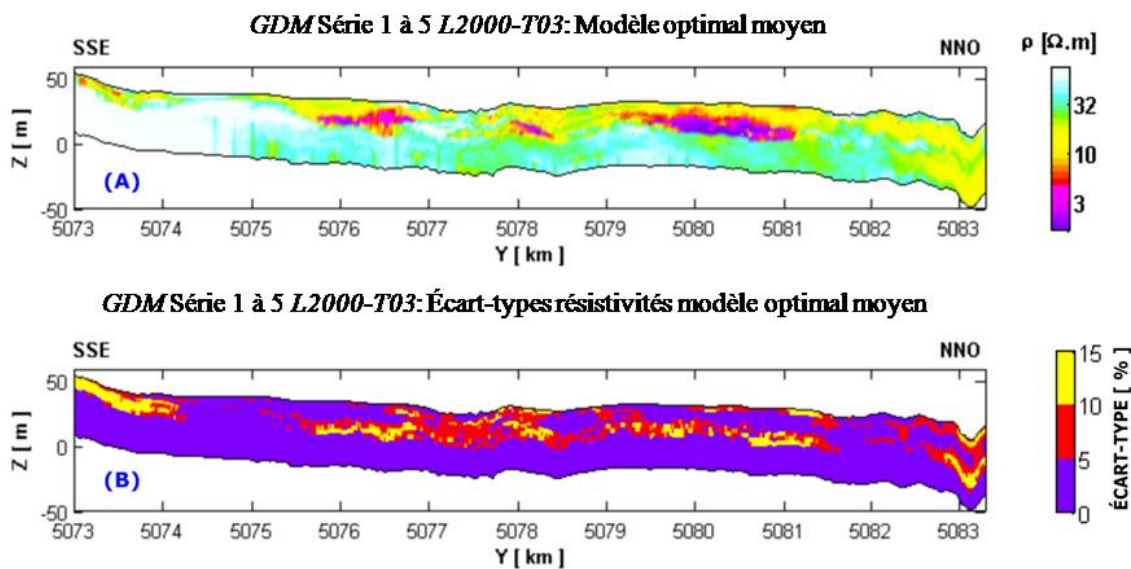 GDM Série 1 à 5 L2000-T03: Modèle optimal moyen
SSE
NNO
ρ [Ω.m]
50
0
-50
Z [ m ]
(A)
32
10
3
5073 5074 5075 5076 5077 5078 5079 5080 5081 5082 5083
Y [ km ]
GDM Série 1 à 5 L2000-T03: Écart-types résistivités modèle optimal moyen
SSE
NNO
50
0
-50
Z [ m ]
(B)
15
10
5
0
ÉCART-TYPE [ % ]
5073 5074 5075 5076 5077 5078 5079 5080 5081 5082 5083
Y [ km ]